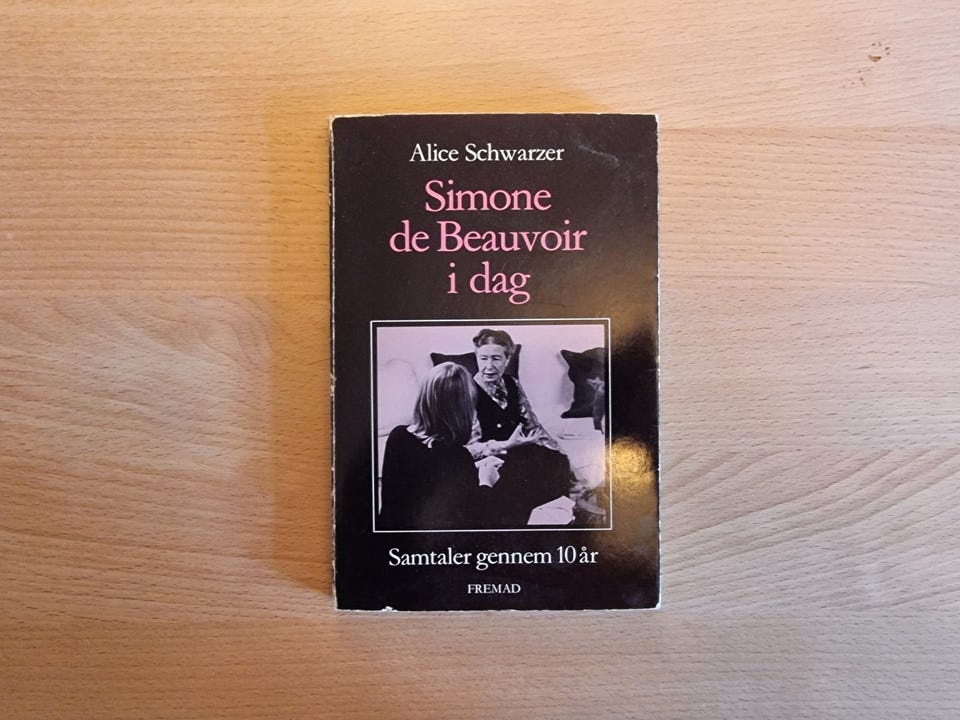 Alice Schwarzer
Simone
de Beauvoir
i dag
Samtaler gennem 10 år
FREMAD